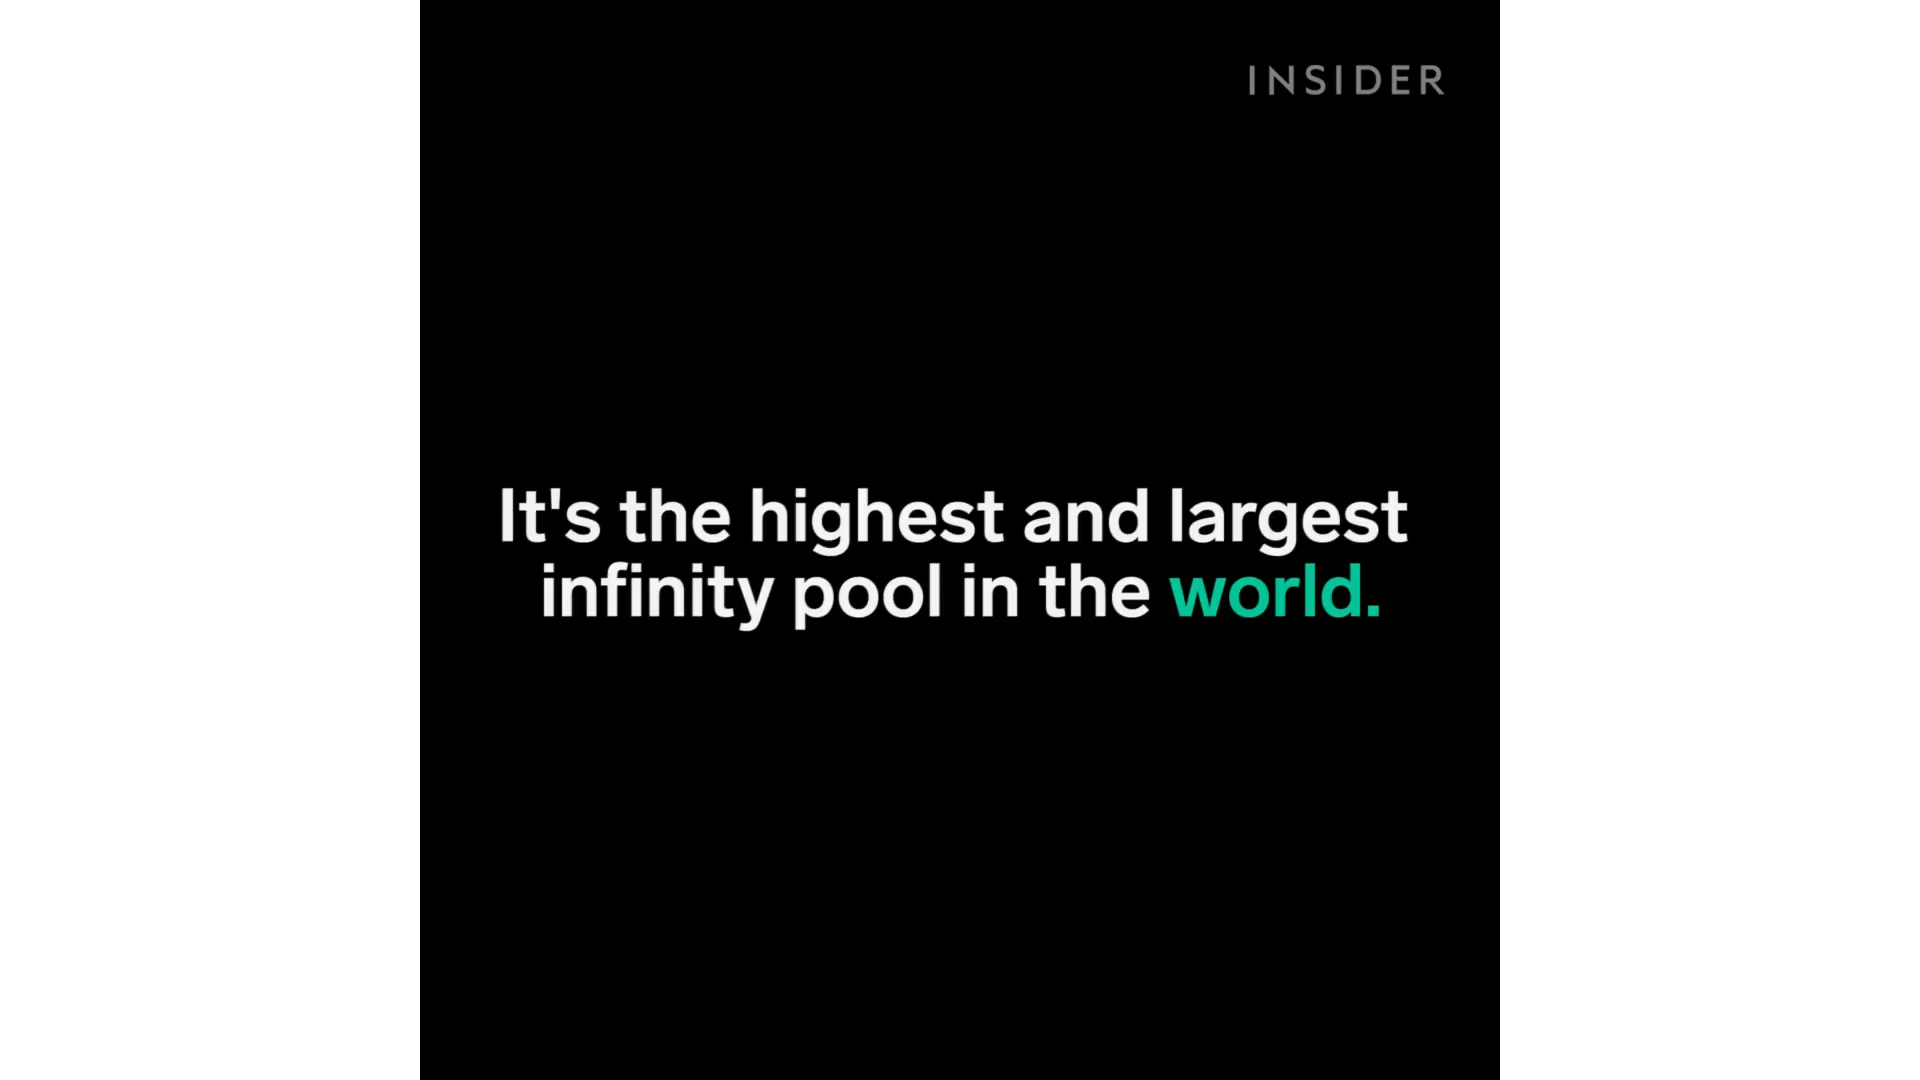 INSIDER
It's the highest and largest
infinity pool in the world.